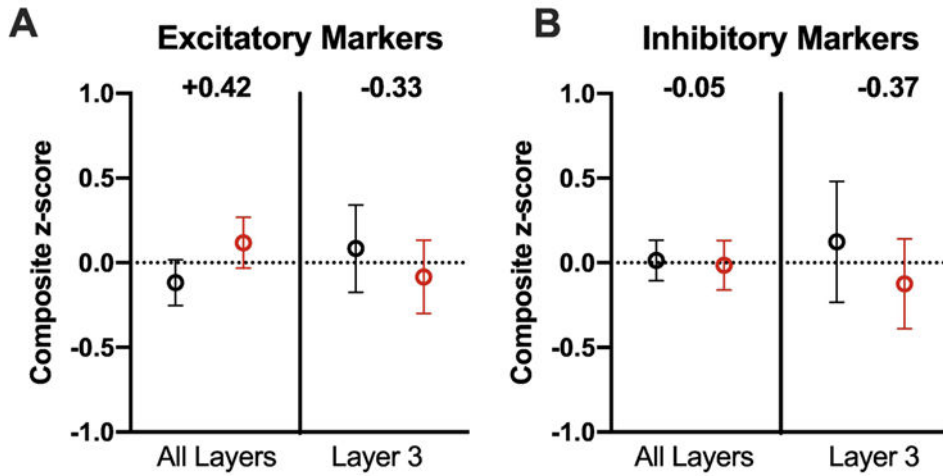 A
Excitatory Markers
+0.42
-0.33
Composite z-score
1.0
0.5
0.0
-0.5
-1.0
All Layers
Layer 3
B
Inhibitory Markers
-0.05
-0.37
Composite z-score
1.0
0.5
0.0
-0.5
-1.0
All Layers
Layer 3